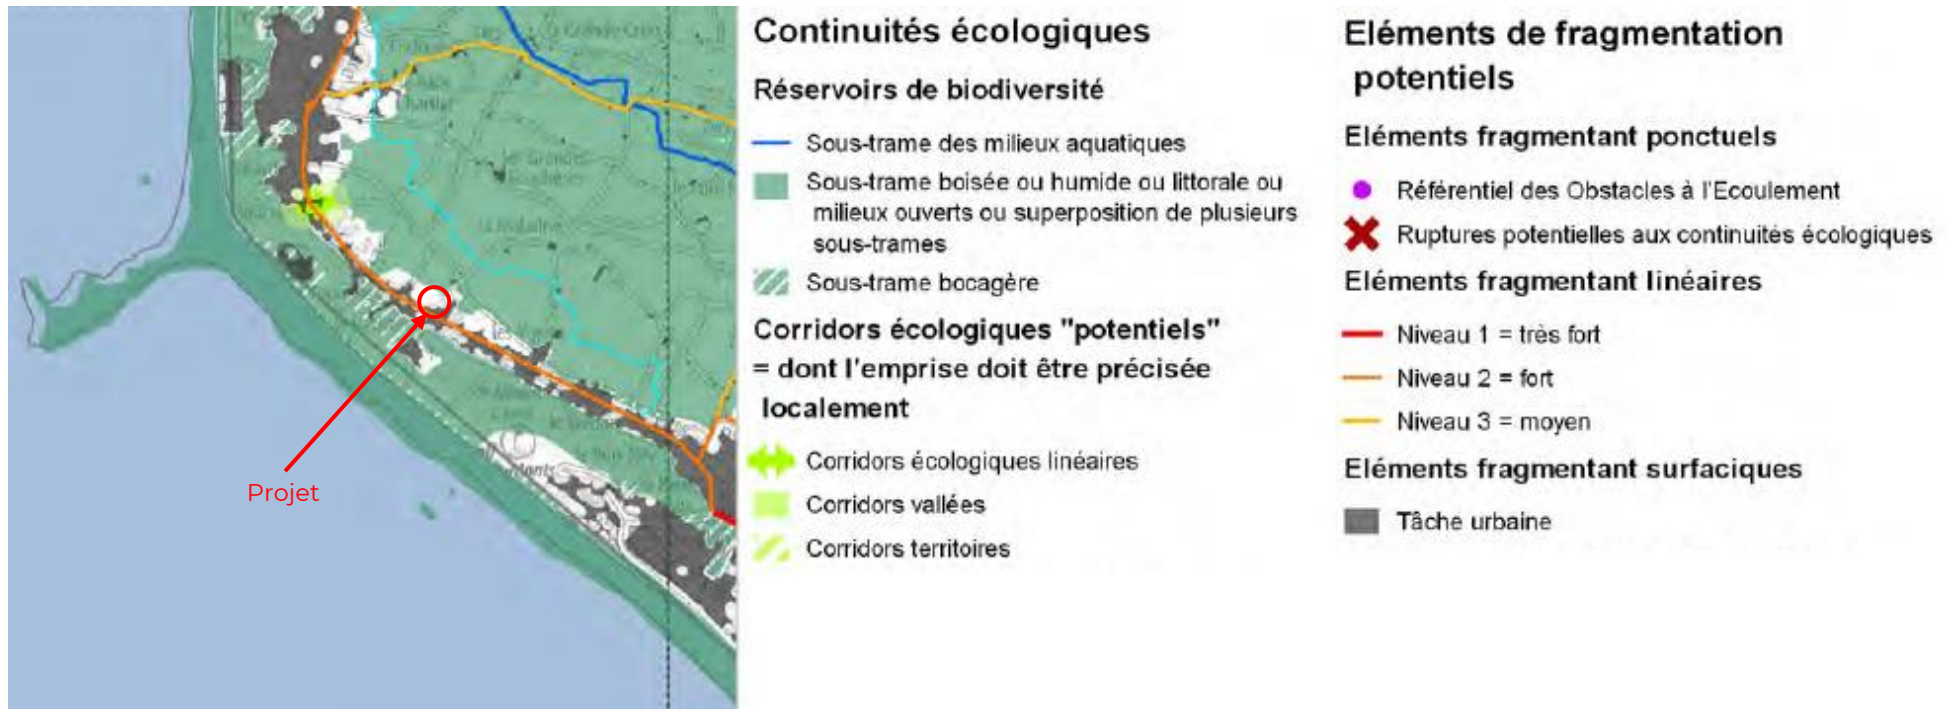 Projet
Continuités écologiques
Réservoirs de biodiversité
Sous-trame des milieux aquatiques
Sous-trame boisée ou humide ou littorale ou
milieux ouverts ou superposition de plusieurs
sous-trames
Sous-trame bocagère
Corridors écologiques "potentiels"
= dont l'emprise doit être précisée
localement
Corridors écologiques linéaires
Corridors vallées
Corridors territoires
Eléments de fragmentation
potentiels
Eléments fragmentant ponctuels
Référentiel des Obstacles à l'Ecoulement
Ruptures potentielles aux continuités écologiques
Eléments fragmentant linéaires
Niveau 1 = très fort
Niveau 2 = fort
Niveau 3 = moyen
Eléments fragmentant surfaciques
Tâche urbaine